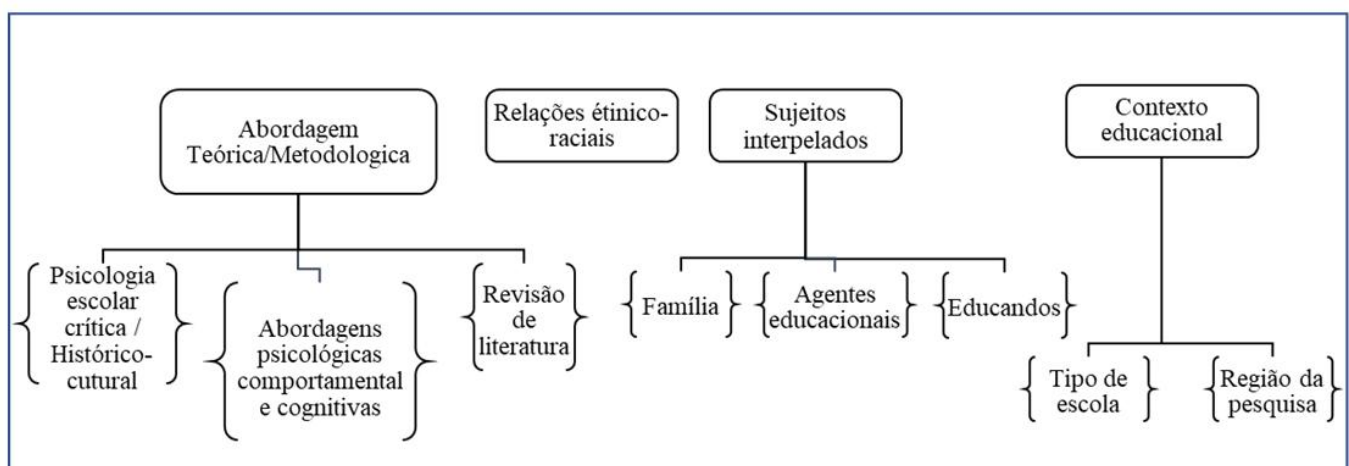 Abordagem
Teórica/Metodologica
Relações étinico-
raciais
Sujeitos
interpelados
Contexto
educacional
Psicologia
escolar
crítica /
Histórico-
cutural
Abordagens
psicológicas
comportamental
e cognitivas
Revisão
de
literatura
Família
Agentes
educacionais
Educandos
Tipo de
escola
Região da
pesquisa